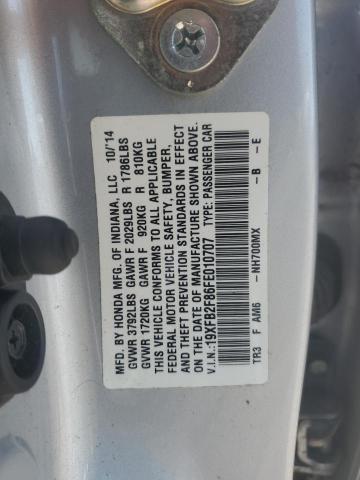 MFD. BY HONDA MFG. OF INDIANA, LLC 10/'14
GVWR 3792LBS GAWR F 2029LBS R 1786LBS
GVWR 1720KG GAWR F 920KG R 810KG
THIS VEHICLE CONFORMS TO ALL APPLICABLE
FEDERAL MOTOR VEHICLE SAFETY, BUMPER,
AND THEFT PREVENTION STANDARDS IN EFFECT
ON THE DATE OF MANUFACTURE SHOWN ABOVE.
V.I.N.: 19XFB2F86FE010707 TYPE: PASSENGER CAR
TR3 F AM6 -NH700MX -B -E